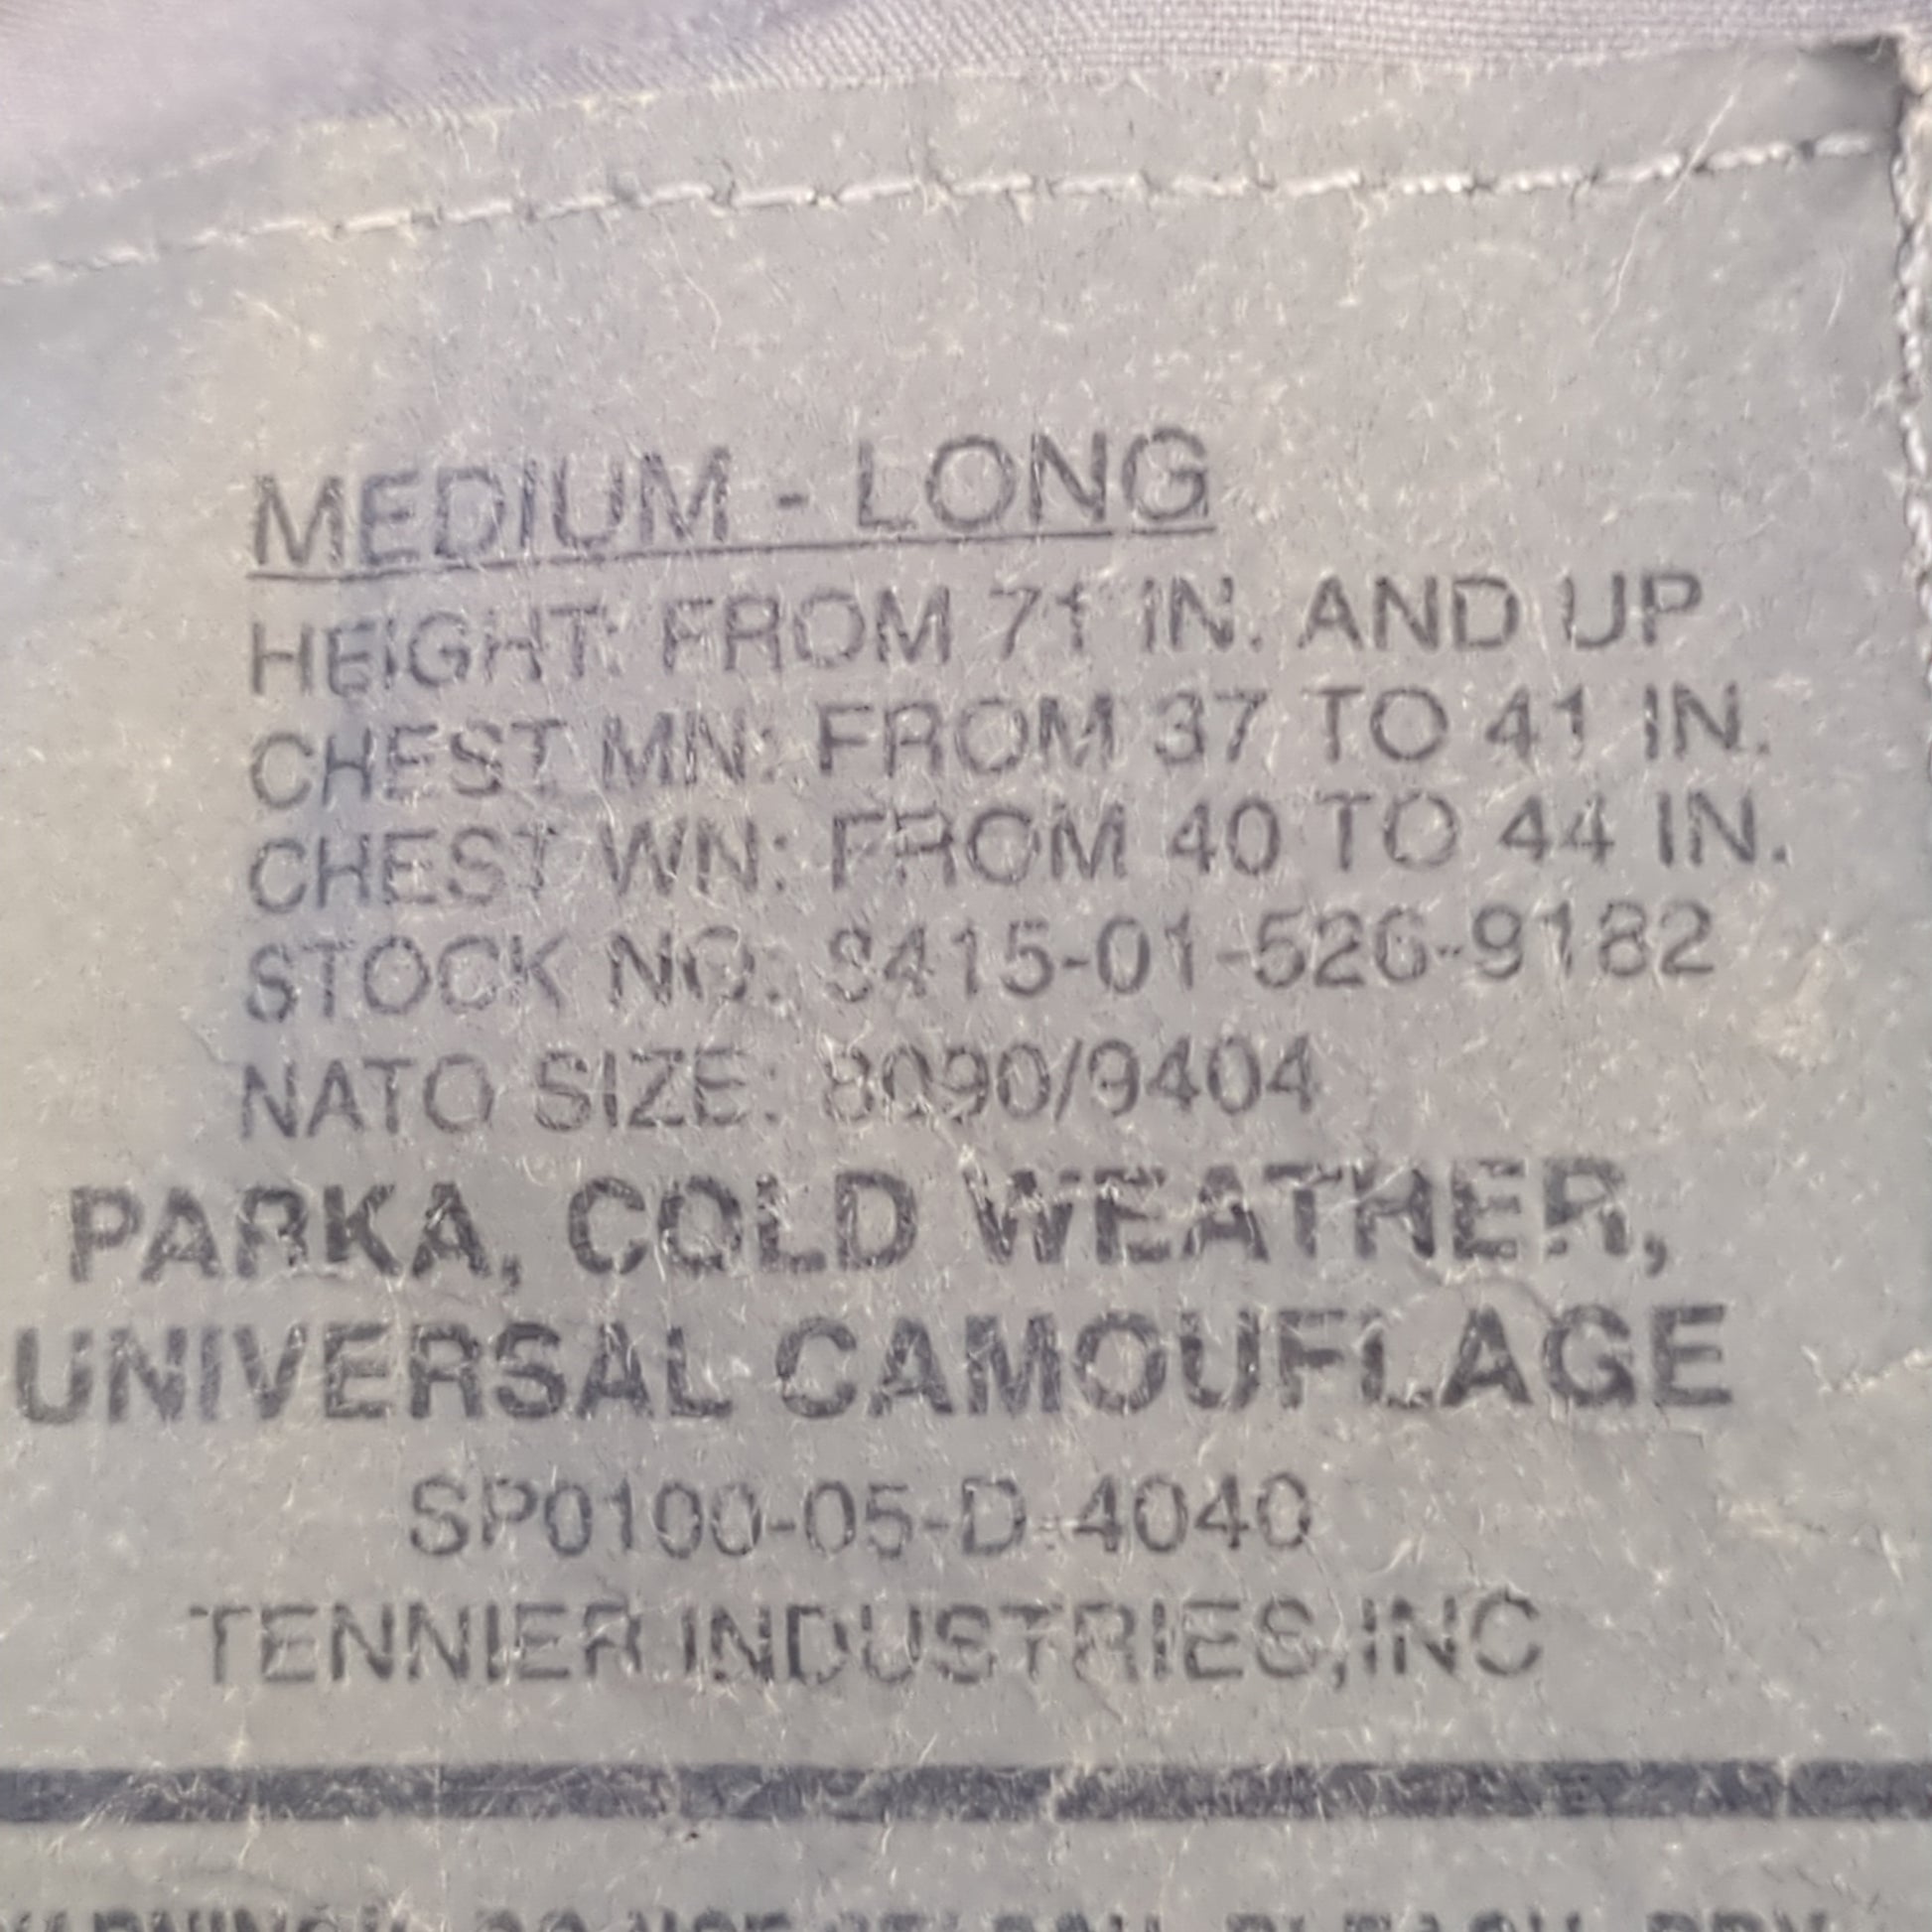 MEDIUM - LONG
HEIGHT: FROM 71 IN. AND UP
CHEST MN: FROM 37 TO 41 IN.
CHEST WN: FROM 40 TO 44 IN.
STOCK NO: 8415-01-526-9182
NATO SIZE: 8090/9404
PARKA, COLD WEATHER,
UNIVERSAL CAMOUFLAGE
SP0100-05-D-4040
TENNIER INDUSTRIES,INC